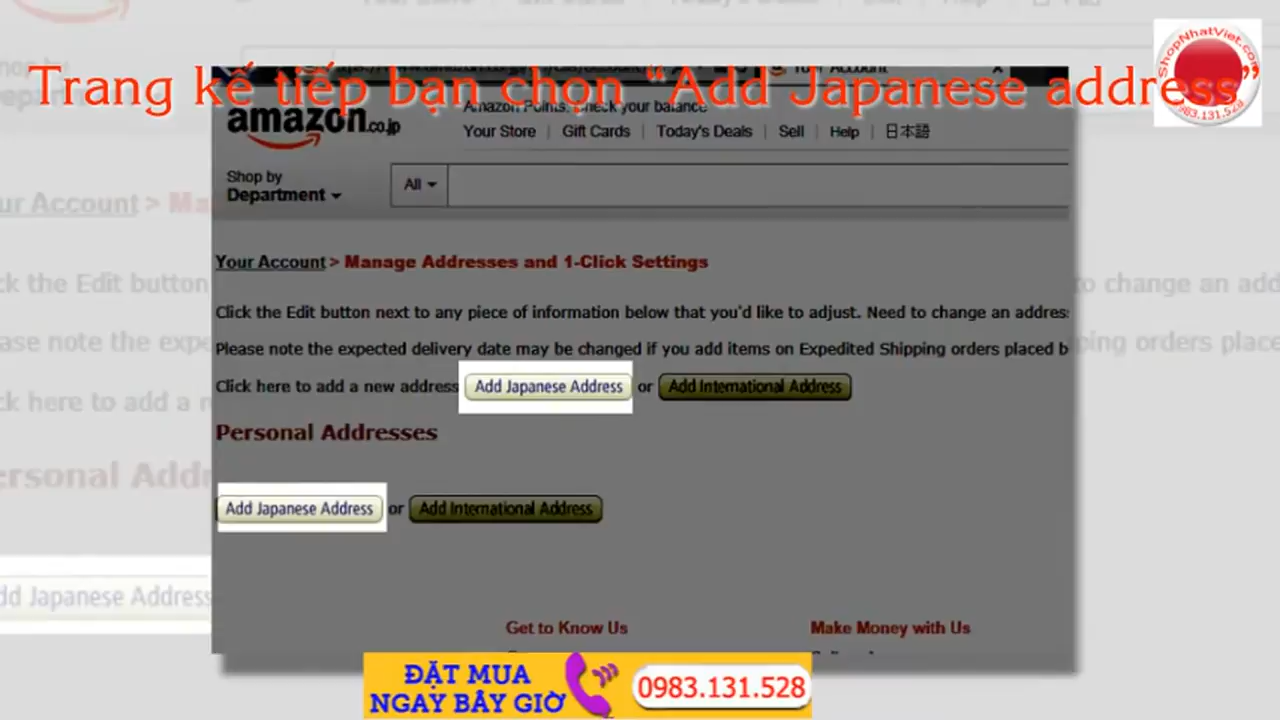 Trang kế tiếp bạn chọn "Add Japanese address"
ShopNhatViet.com
0983.131.528
Your Account
Amazon Points: Check your balance
amazon.co.jp
Your Store | Gift Cards | Today's Deals | Sell | Help | 日本語
Shop by
Department
All
Your Account > Manage Addresses and 1-Click Settings
Click the Edit button next to any piece of information below that you'd like to adjust. Need to change an address
Please note the expected delivery date may be changed if you add items on Expedited Shipping orders placed b
Click here to add a new address Add Japanese Address or Add International Address
Personal Addresses
Add Japanese Address or Add International Address
Get to Know Us
Make Money with Us
ĐẶT MUA
NGAY BÂY GIỜ
0983.131.528